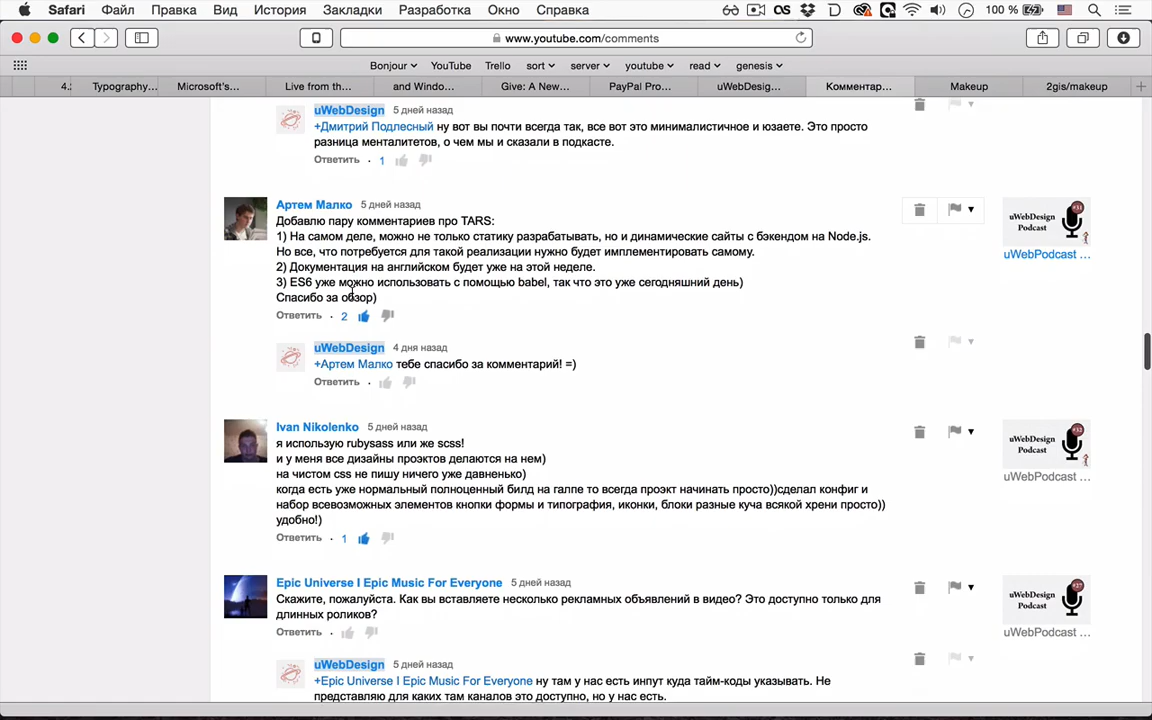 Safari Файл Правка Вид История Закладки Разработка Окно Справка 100 %
www.youtube.com/comments
Bonjour YouTube Trello sort server youtube read genesis
4.: Typography... Microsoft's... Live from th... and Windo... Give: A New... PayPal Pro... uWebDesig... Комментар... Makeup 2gis/makeup
uWebDesign 5 дней назад
+Дмитрий Подлесный ну вот вы почти всегда так, все вот это минималистичное и юзаете. Это просто
разница менталитетов, о чем мы и сказали в подкасте.
Ответить · 1
Артем Малко 5 дней назад
Добавлю пару комментариев про TARS:
1) На самом деле, можно не только статику разрабатывать, но и динамические сайты с бэкендом на Node.js.
Но все, что потребуется для такой реализации нужно будет имплементировать самому.
2) Документация на английском будет уже на этой неделе.
3) ES6 уже можно использовать с помощью babel, так что это уже сегодняшний день)
Спасибо за обзор)
Ответить · 2
uWebDesign Podcast #31
uWebPodcast ...
uWebDesign 4 дня назад
+Артем Малко тебе спасибо за комментарий! =)
Ответить ·
Ivan Nikolenko 5 дней назад
я использую rubysass или же scss!
и у меня все дизайны проэктов делаются на нем)
на чистом css не пишу ничего уже давненько)
когда есть уже нормальный полноценный билд на галпе то всегда проэкт начинать просто))сделал конфиг и
набор всевозможных элементов кнопки формы и типография, иконки, блоки разные куча всякой хрени просто))
удобно!)
Ответить · 1
uWebDesign Podcast
uWebPodcast ...
Epic Universe I Epic Music For Everyone 5 дней назад
Скажите, пожалуйста. Как вы вставляете несколько рекламных объявлений в видео? Это доступно только для
длинных роликов?
Ответить ·
uWebDesign Podcast
uWebPodcast ...
uWebDesign 5 дней назад
+Epic Universe I Epic Music For Everyone ну там у нас есть инпут куда тайм-коды указывать. Не
представляю для каких там каналов это доступно, но у нас есть.